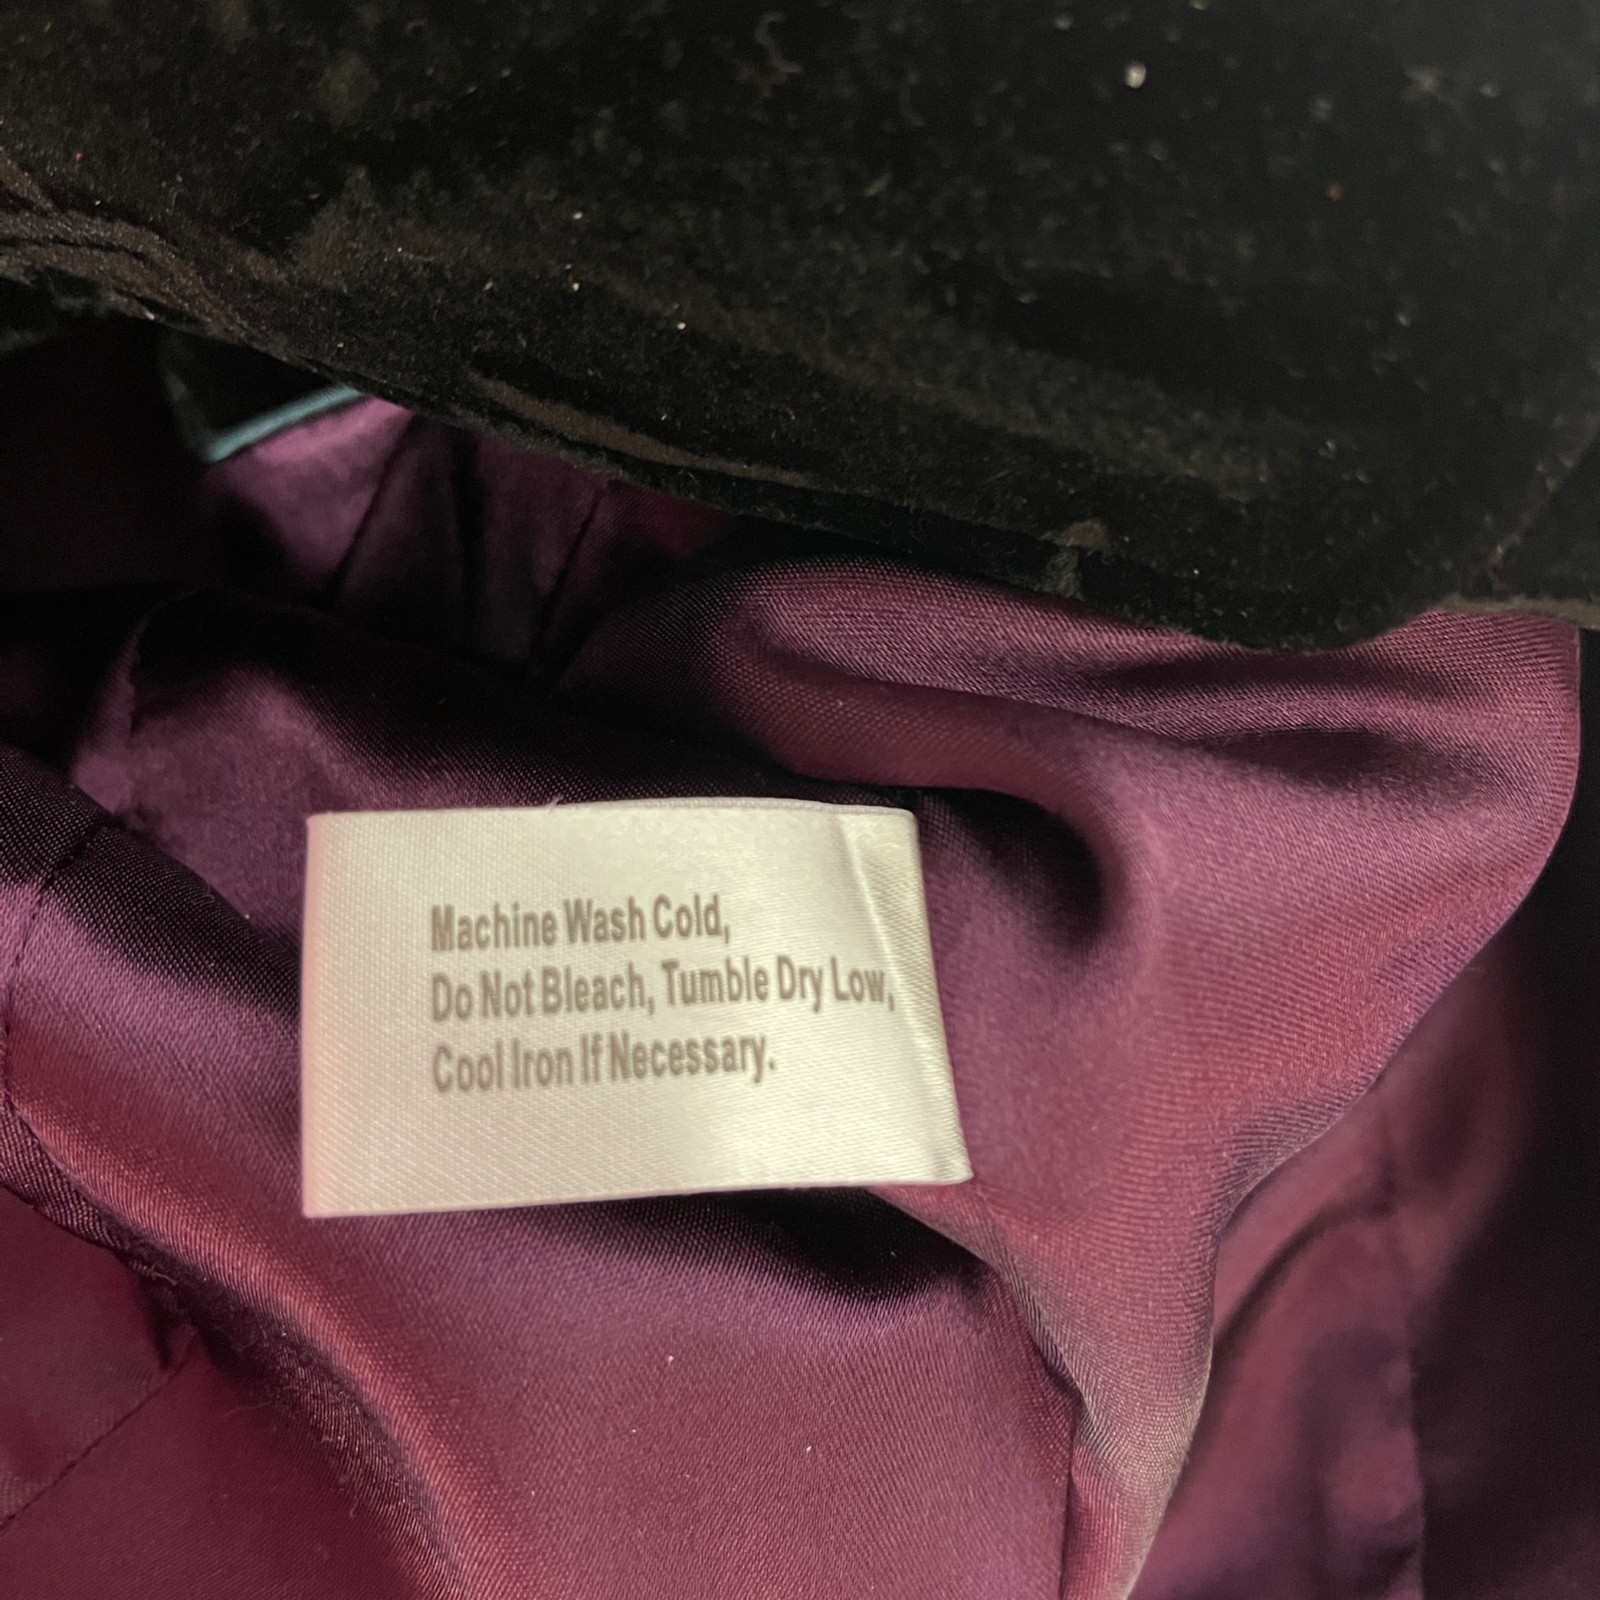 Machine Wash Cold,
Do Not Bleach, Tumble Dry Low,
Cool Iron If Necessary.